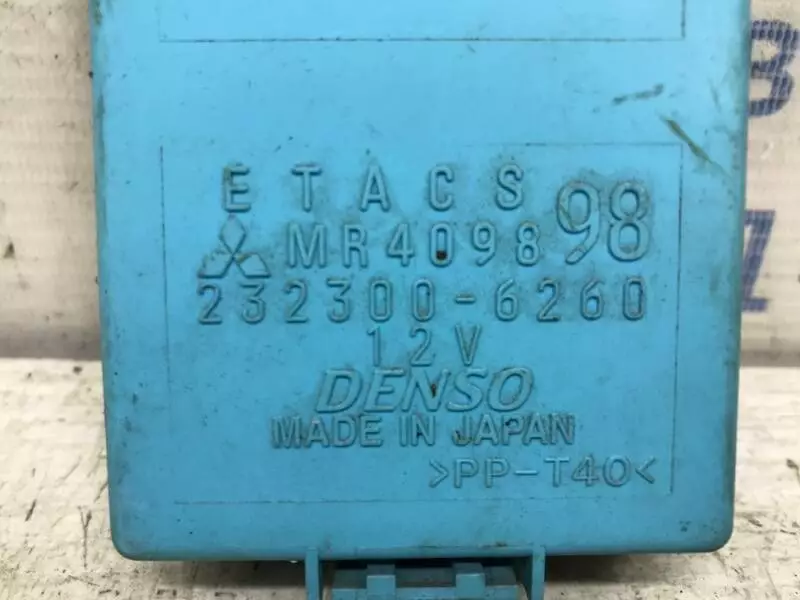 ETACS
MR409898
232300-6260
12V
DENSO
MADE IN JAPAN
>PP-T40<